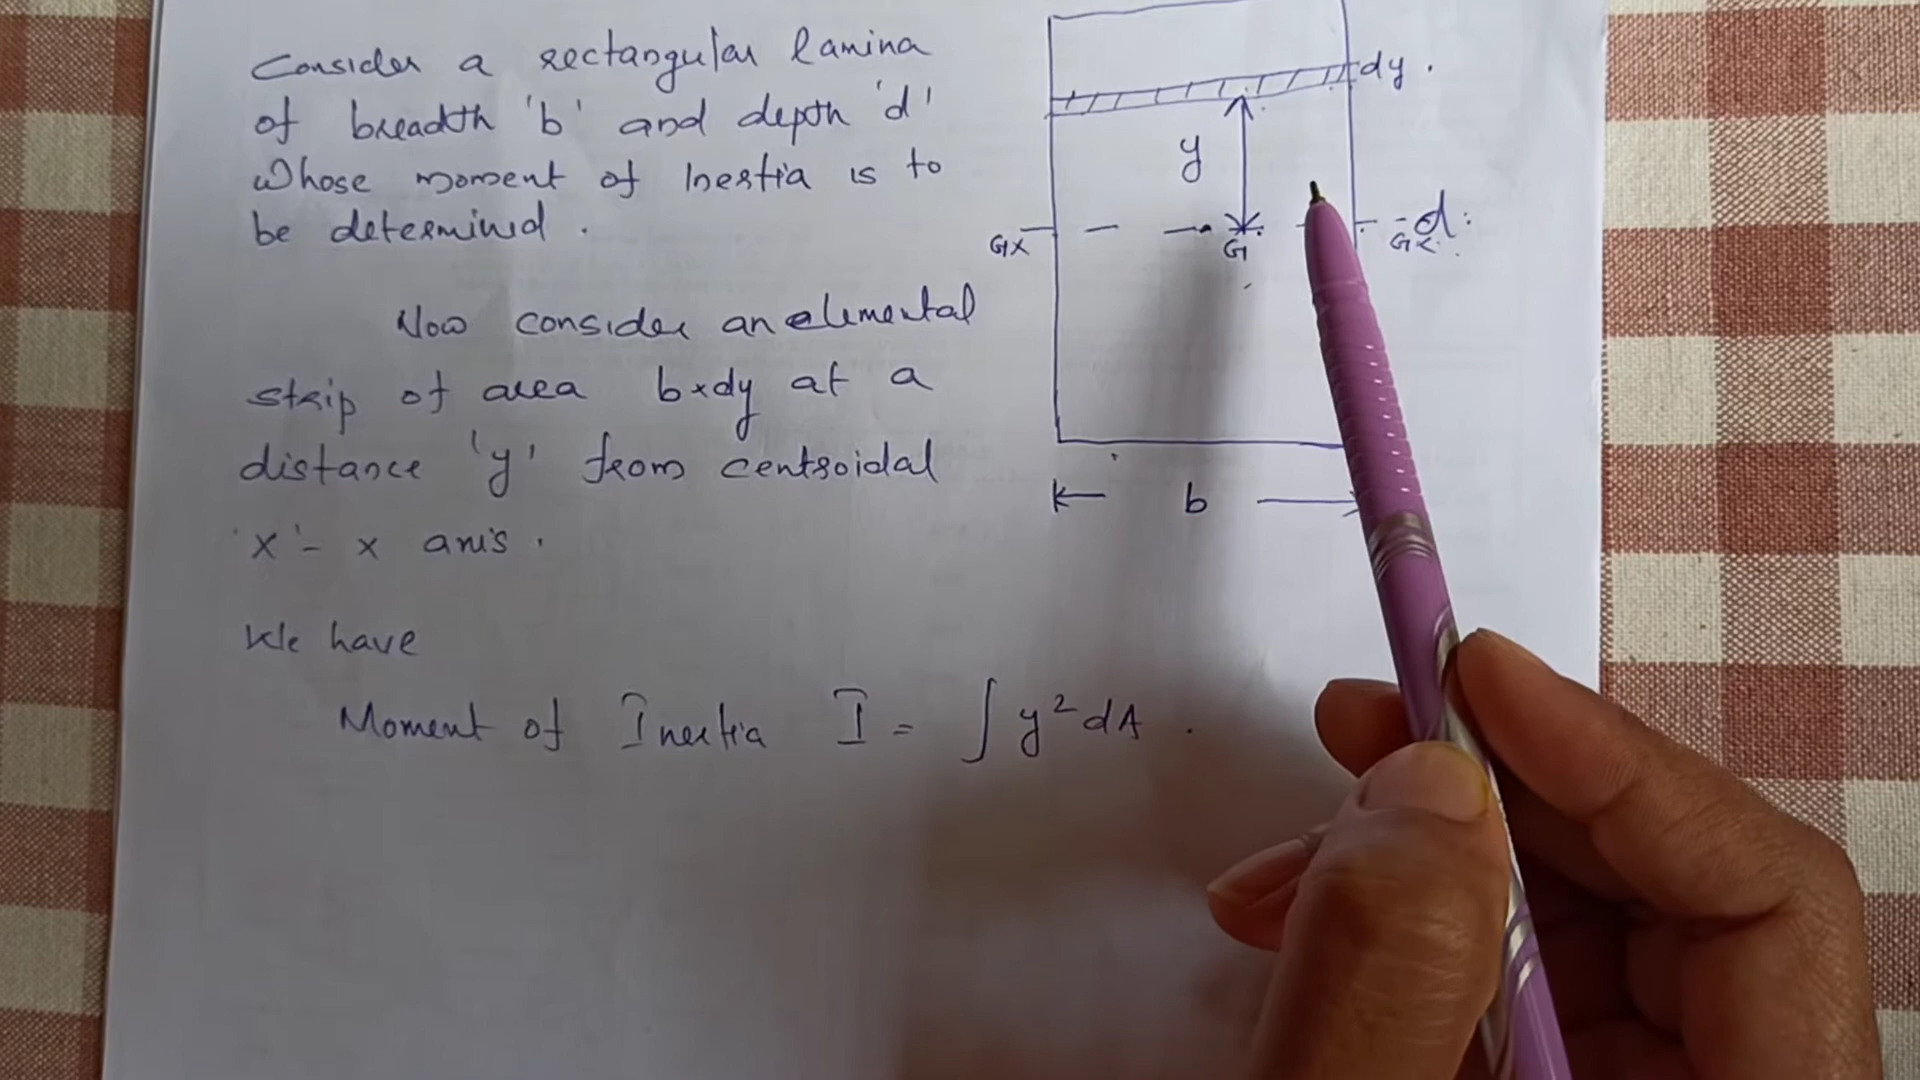 Consider a rectangular lamina
of breadth 'b' and depth 'd'
Whose moment of Inertia is to
be determined .
Now consider an elemental
strip of area b×dy at a
distance 'y' from centroidal
'x' - x axis .
We have
Moment of Inertia I = ∫ y² dA .
dy .
y
GX
G
GX
d
b